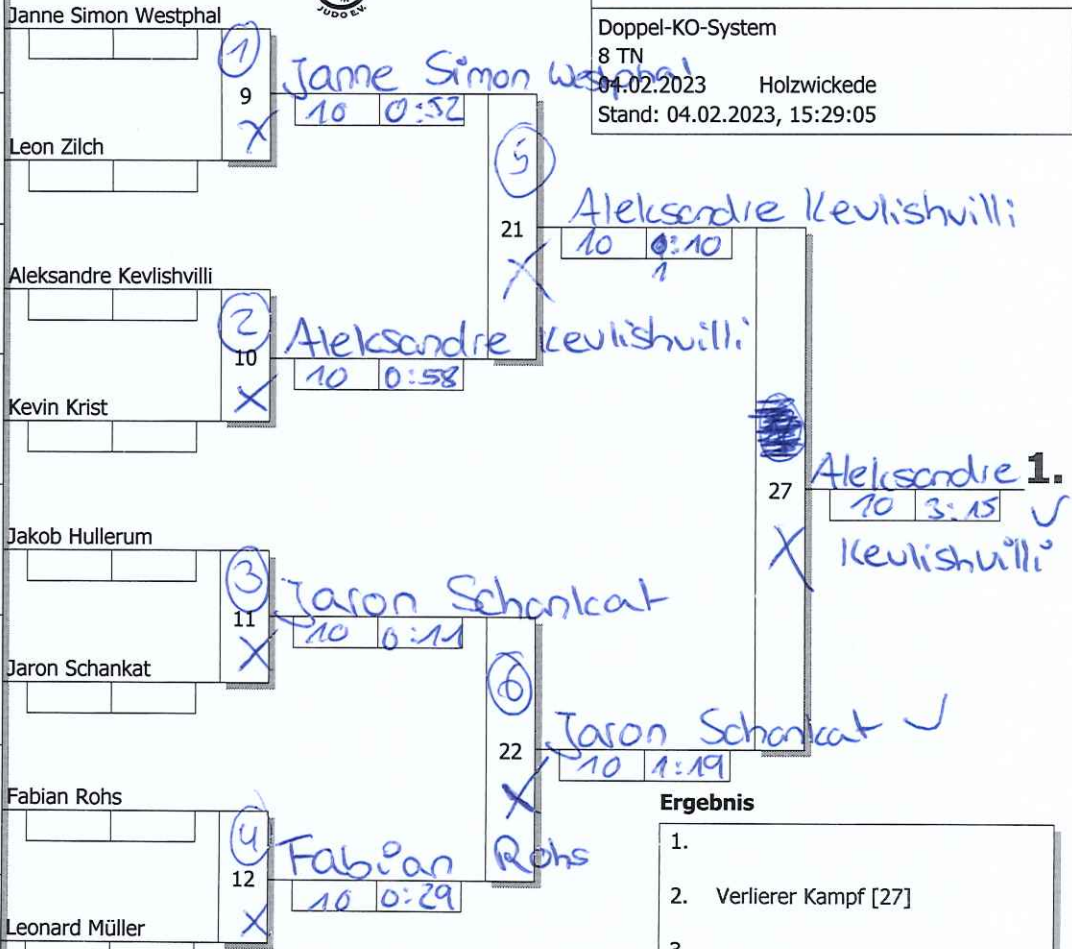 JUDO E.V.
Janne Simon Westphal
Doppel-KO-System
8 TN
04.02.2023 Holzwickede
Stand: 04.02.2023, 15:29:05
1
9
X
Janne Simon Westphal
10 0:52
Leon Zilch
5
21
X
Aleksandre Kevlishvilli
10 0:10
1
Aleksandre Kevlishvilli
2
10
X
Aleksandre Kevlishvilli
10 0:58
Kevin Krist
27
X
Aleksandre 1.
10 3:15 ✓
Kevlishvilli
Jakob Hullerum
3
11
X
Jaron Schankat
10 0:11
Jaron Schankat
6
22
X
Jaron Schankat ✓
10 1:19
Fabian Rohs
4
12
X
Fabian Rohs
10 0:29
Leonard Müller
Ergebnis
1.
2. Verlierer Kampf [27]